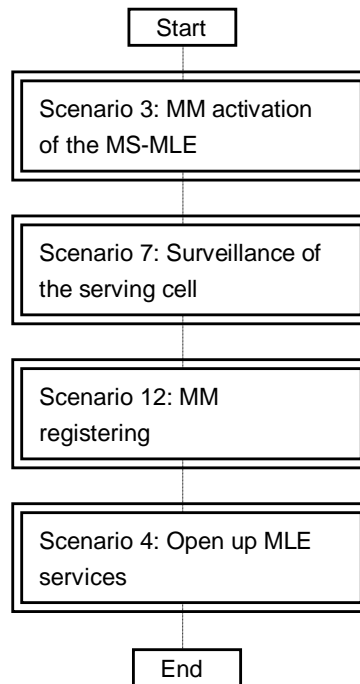 Start
Scenario 3: MM activation
of the MS-MLE
Scenario 7: Surveillance of
the serving cell
Scenario 12: MM
registering
Scenario 4: Open up MLE
services
End